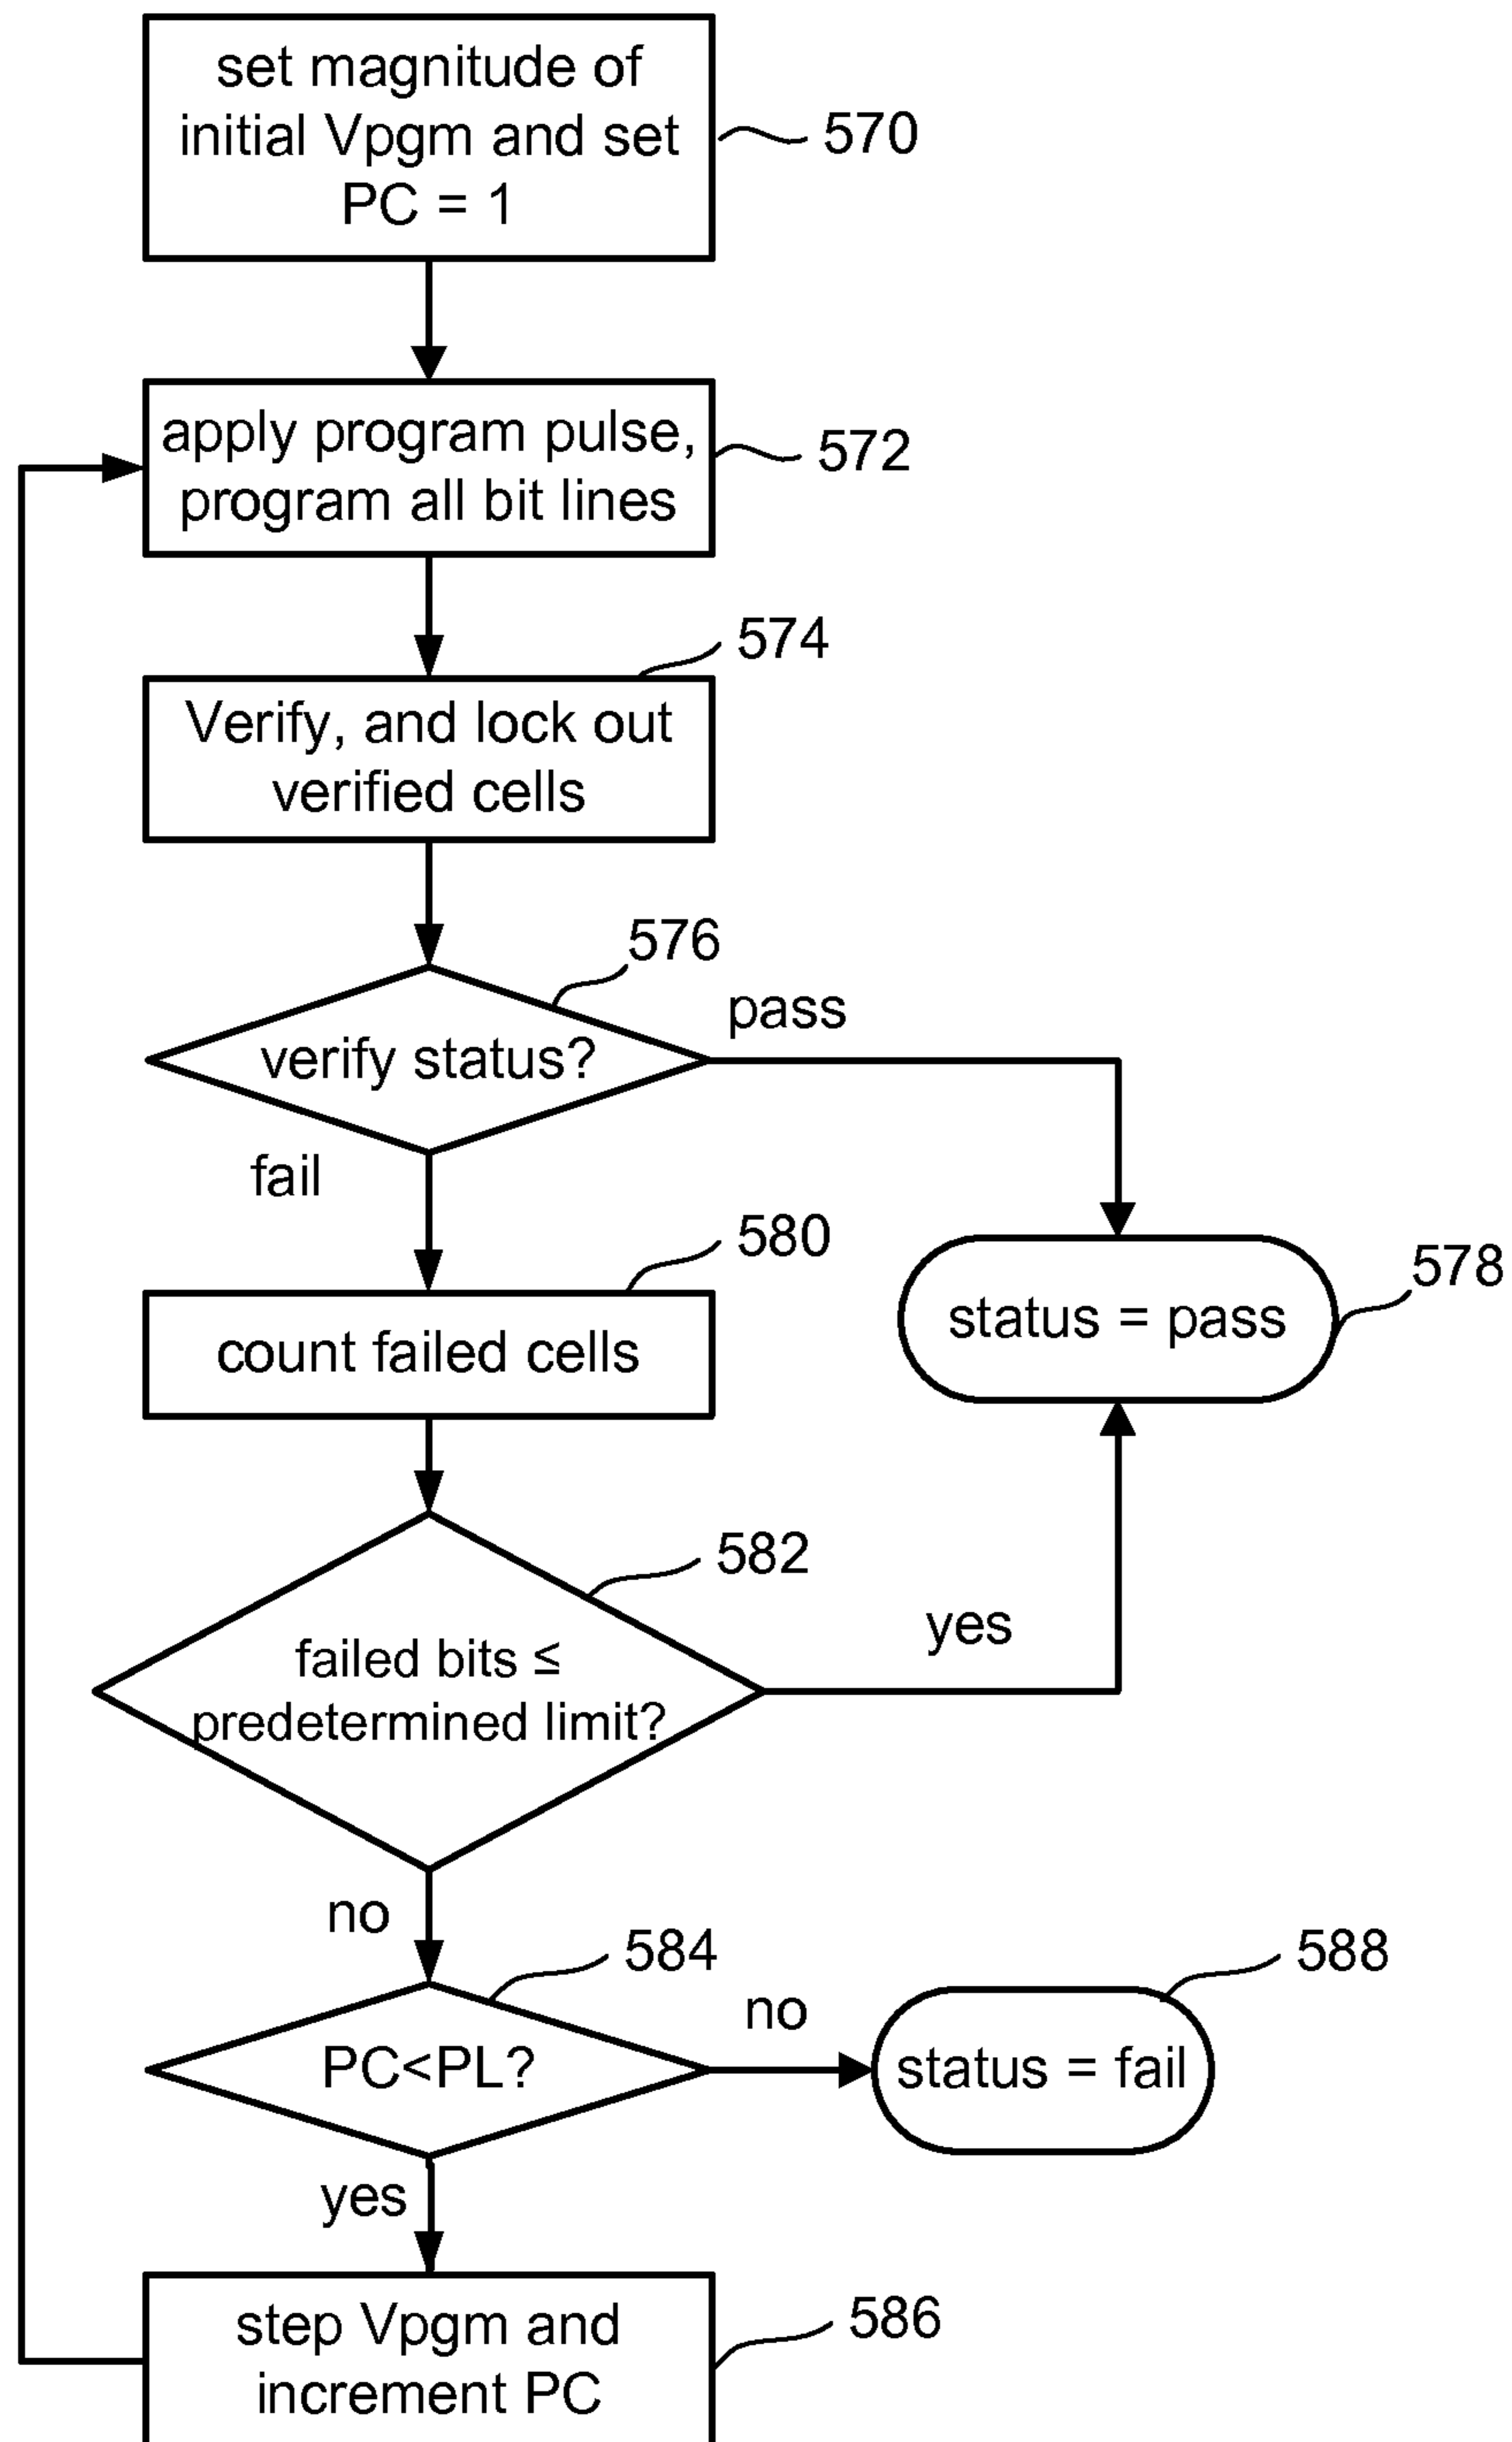 set magnitude of
initial Vpgm and set
PC = 1
570
apply program pulse,
program all bit lines
572
574
Verify, and lock out
verified cells
576
pass
verify status?
fail
580
578
status = pass
count failed cells
582
yes
failed bits ≤
predetermined limit?
no
584
588
no
PC<PL?
status = fail
yes
step Vpgm and
increment PC
586